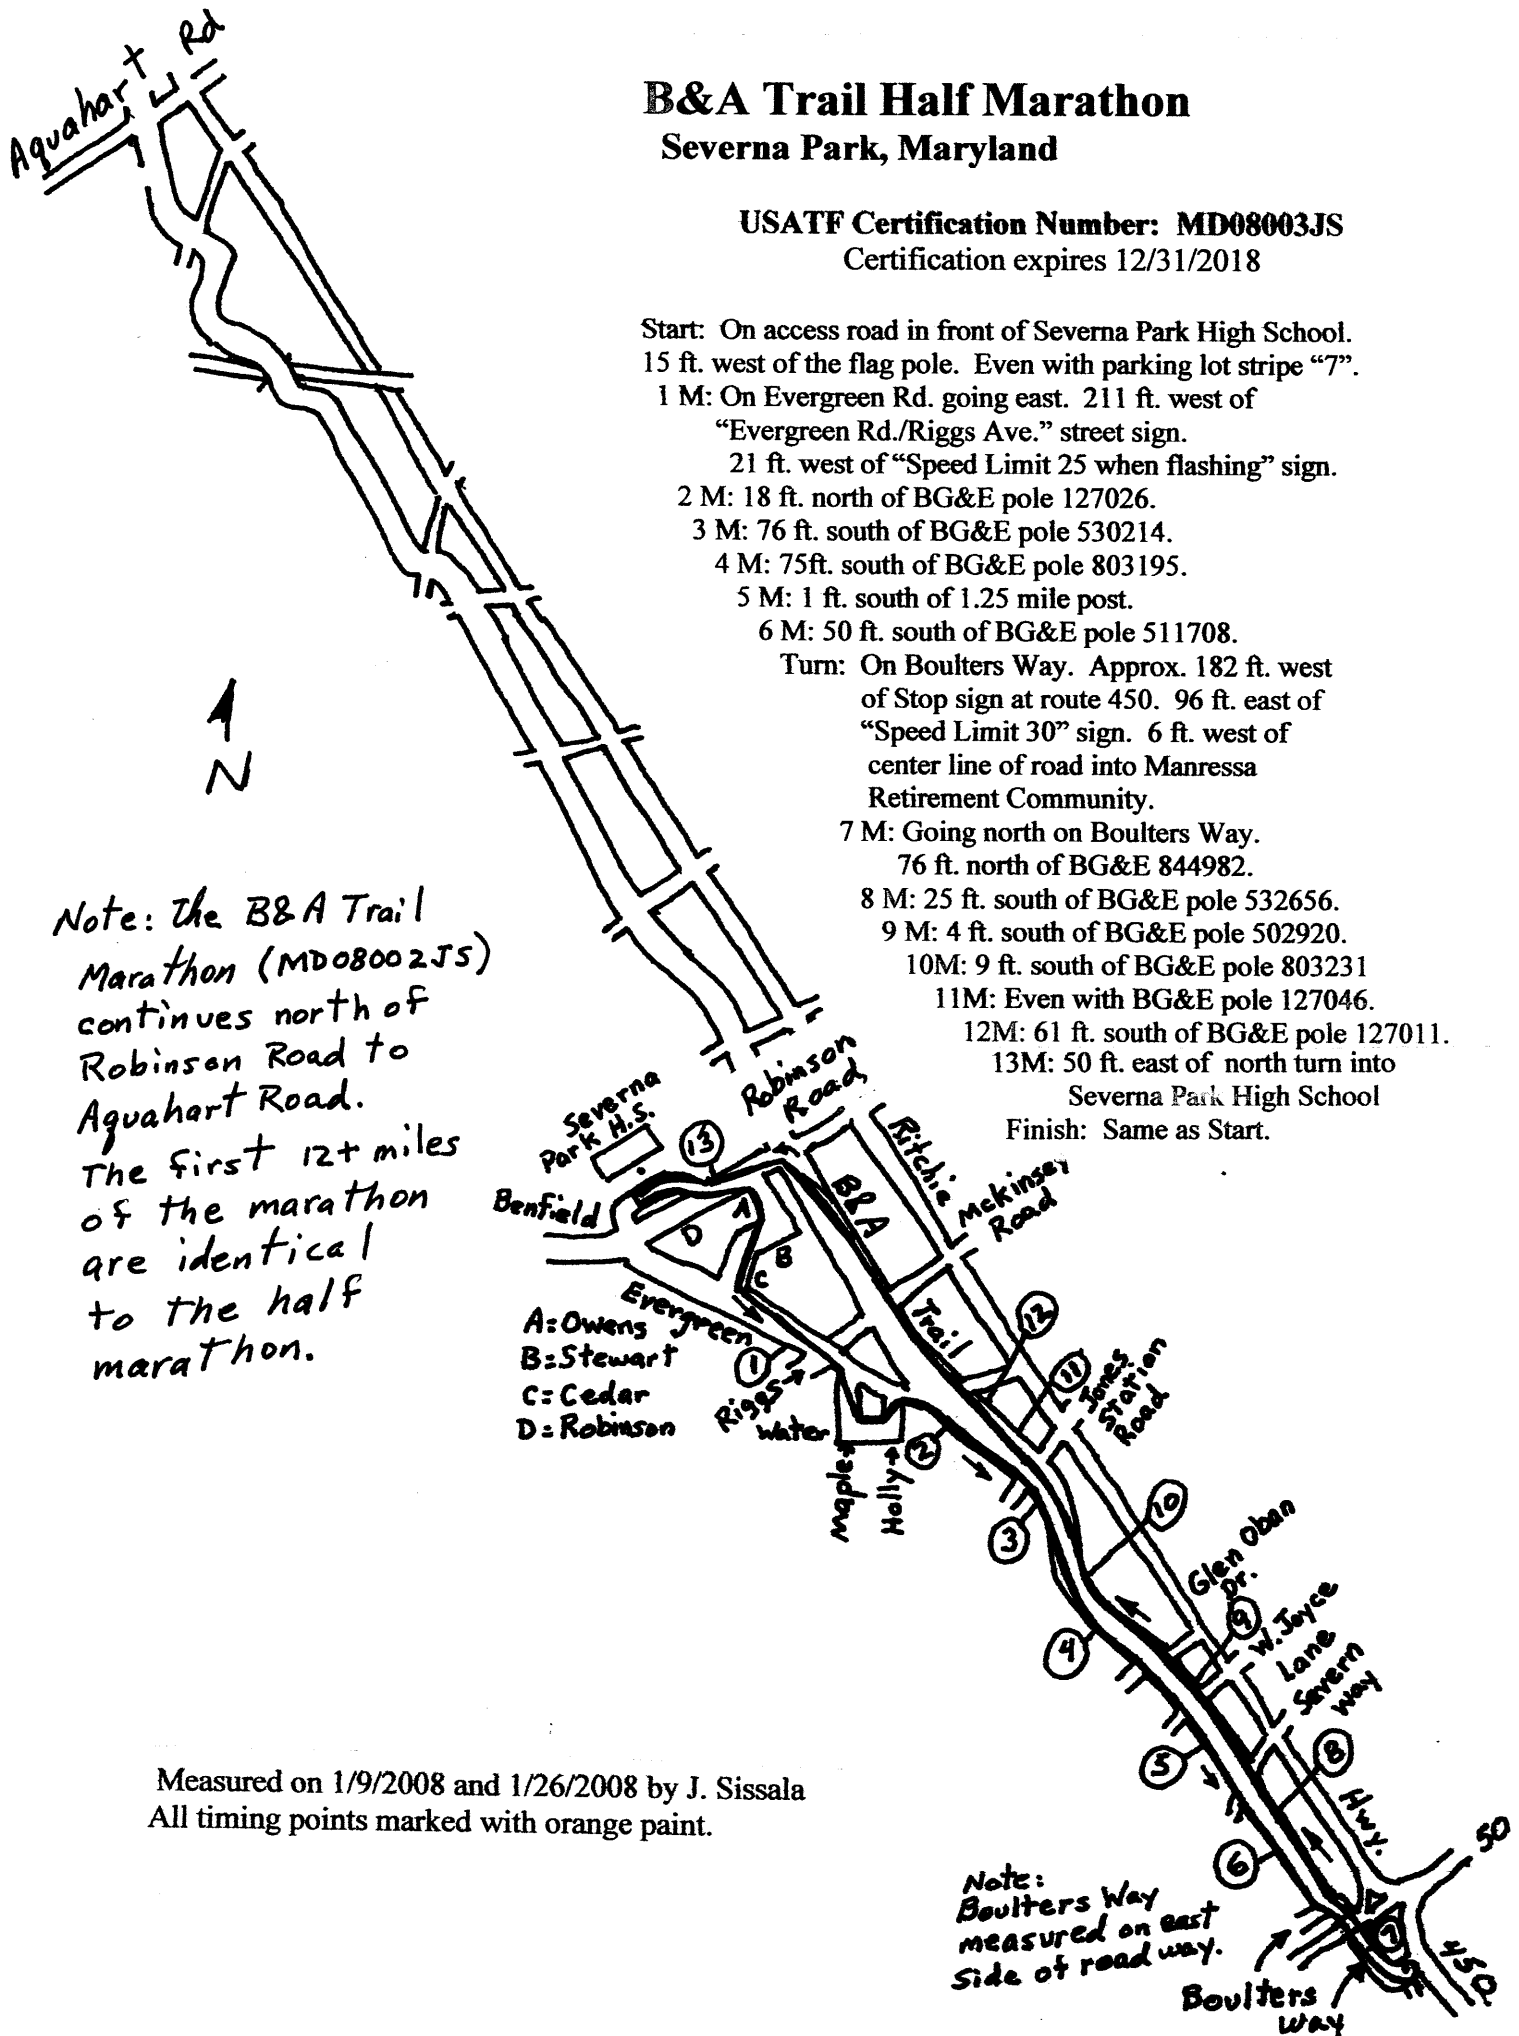 Aquahart Rd
B&A Trail Half Marathon
Severna Park, Maryland
USATF Certification Number: MD08003JS
Certification expires 12/31/2018
Start: On access road in front of Severna Park High School.
15 ft. west of the flag pole. Even with parking lot stripe “7”.
1 M: On Evergreen Rd. going east. 211 ft. west of
“Evergreen Rd./Riggs Ave.” street sign.
21 ft. west of “Speed Limit 25 when flashing” sign.
2 M: 18 ft. north of BG&E pole 127026.
3 M: 76 ft. south of BG&E pole 530214.
4 M: 75ft. south of BG&E pole 803195.
5 M: 1 ft. south of 1.25 mile post.
6 M: 50 ft. south of BG&E pole 511708.
Turn: On Boulters Way. Approx. 182 ft. west
of Stop sign at route 450. 96 ft. east of
“Speed Limit 30” sign. 6 ft. west of
center line of road into Manressa
Retirement Community.
7 M: Going north on Boulters Way.
76 ft. north of BG&E 844982.
8 M: 25 ft. south of BG&E pole 532656.
9 M: 4 ft. south of BG&E pole 502920.
10M: 9 ft. south of BG&E pole 803231
11M: Even with BG&E pole 127046.
12M: 61 ft. south of BG&E pole 127011.
13M: 50 ft. east of north turn into
Severna Park High School
Finish: Same as Start.
N
Note: the B&A Trail
Marathon (MD08002JS)
continues north of
Robinson Road to
Aquahart Road.
The first 12+ miles
of the marathon
are identical
to the half
marathon.
Robinson
Road
Severna
Park H.S.
13
Ritchie
Benfield
B&A
McKinsey
Road
A
D
B
C
Evergreen
A=Owens
B=Stewart
C=Cedar
D=Robinson
Trail
12
1
11
Jones
Station
Road
Riggs
Water
2
Maple
Holly
3
10
Glen Oban
Dr.
9
W. Joyce
Lane
Severn
Way
4
5
8
Hwy.
6
50
7
450
Measured on 1/9/2008 and 1/26/2008 by J. Sissala
All timing points marked with orange paint.
Note:
Boulters Way
measured on east
side of road way.
Boulters
Way